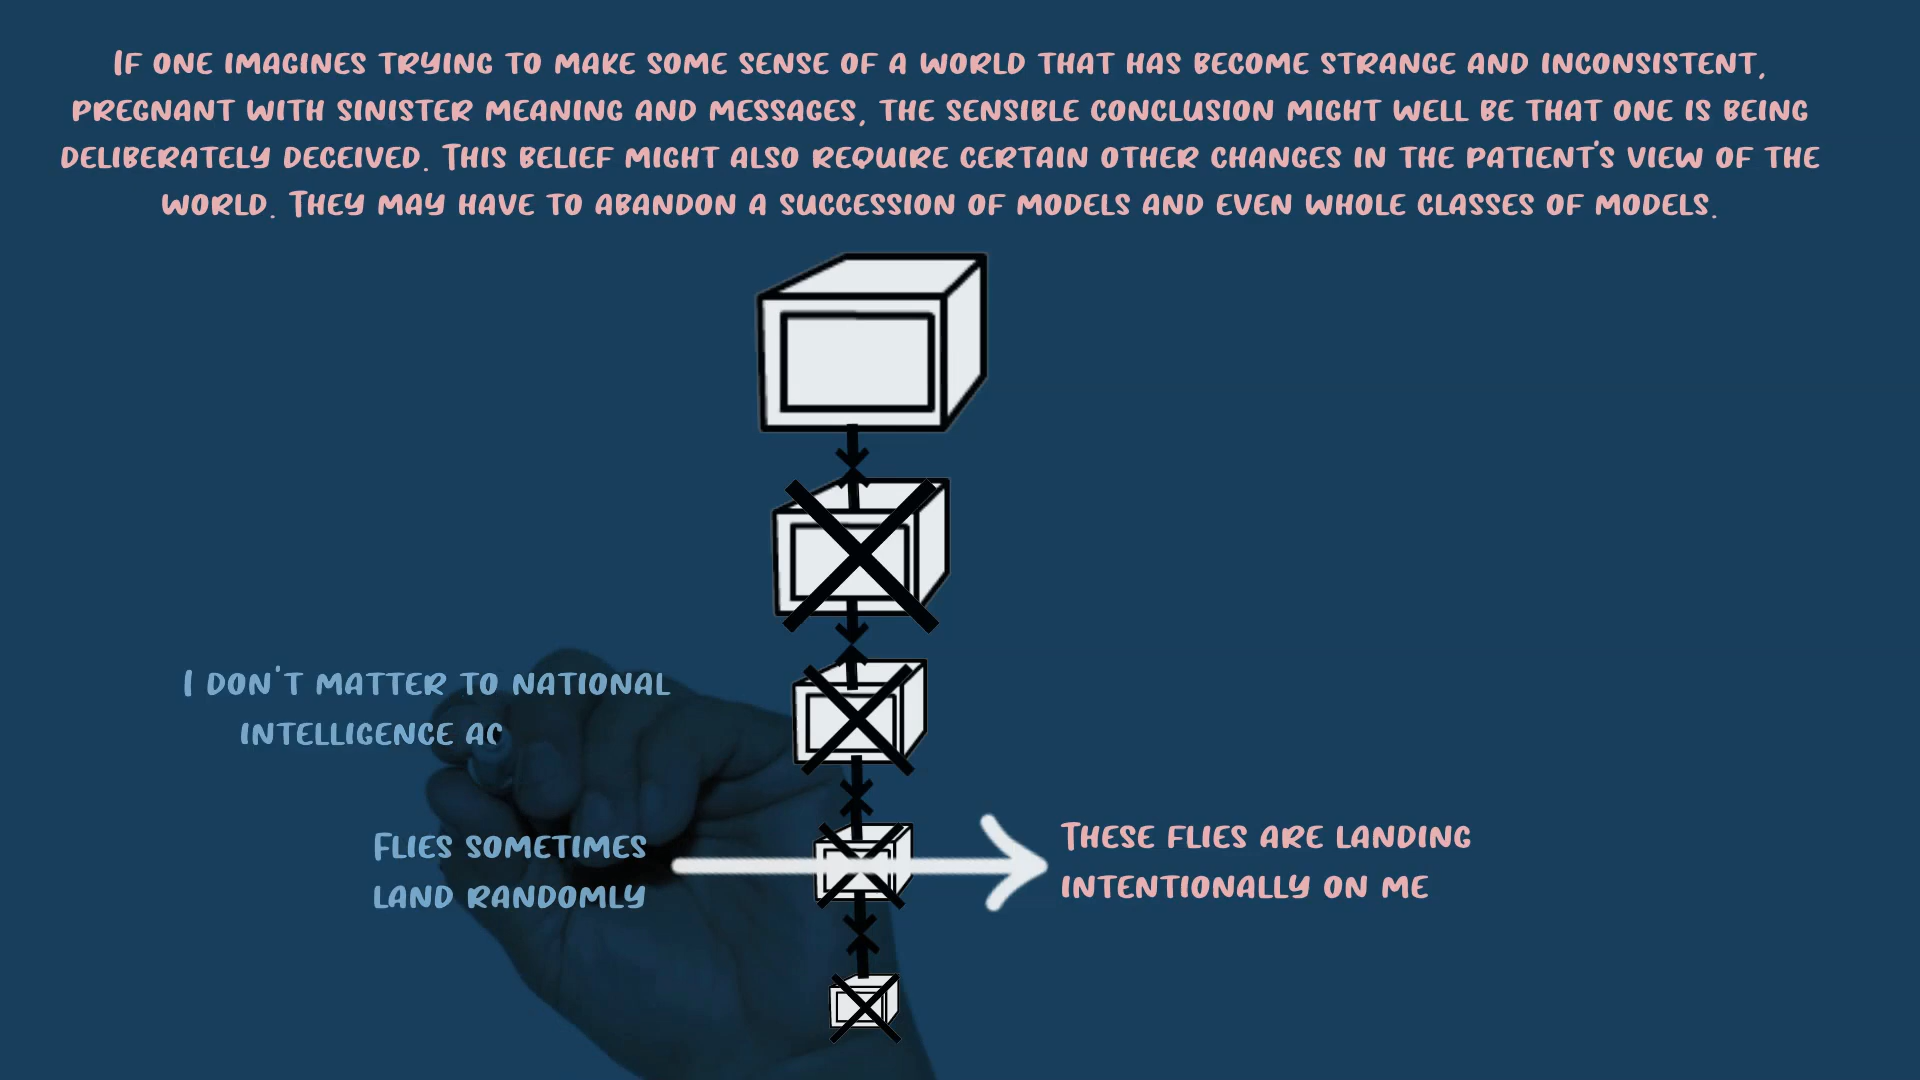 If one imagines trying to make some sense of a world that has become strange and inconsistent,
pregnant with sinister meaning and messages, the sensible conclusion might well be that one is being
deliberately deceived. This belief might also require certain other changes in the patient's view of the
world. They may have to abandon a succession of models and even whole classes of models.
I don't matter to national
intelligence
Flies sometimes
land randomly
These flies are landing
intentionally on me